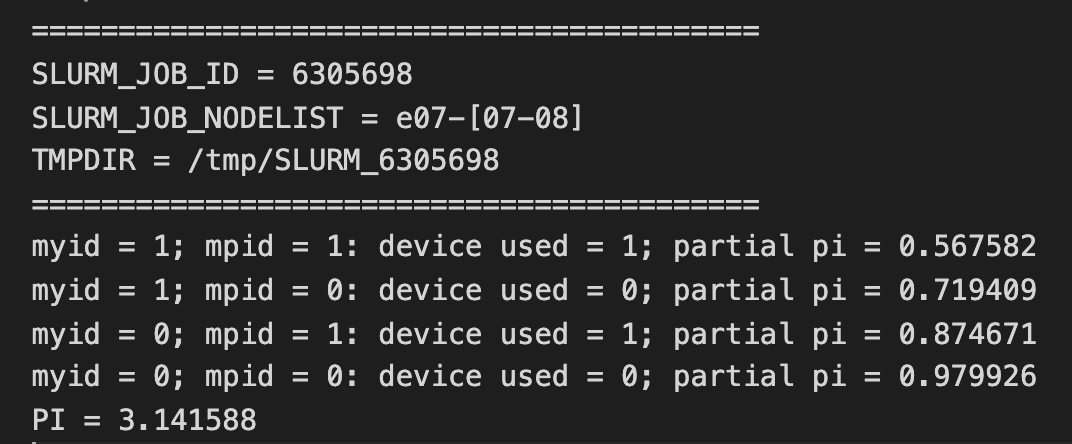 ==========================================
SLURM_JOB_ID = 6305698
SLURM_JOB_NODELIST = e07-[07-08]
TMPDIR = /tmp/SLURM_6305698
==========================================
myid = 1; mpid = 1: device used = 1; partial pi = 0.567582
myid = 1; mpid = 0: device used = 0; partial pi = 0.719409
myid = 0; mpid = 1: device used = 1; partial pi = 0.874671
myid = 0; mpid = 0: device used = 0; partial pi = 0.979926
PI = 3.141588